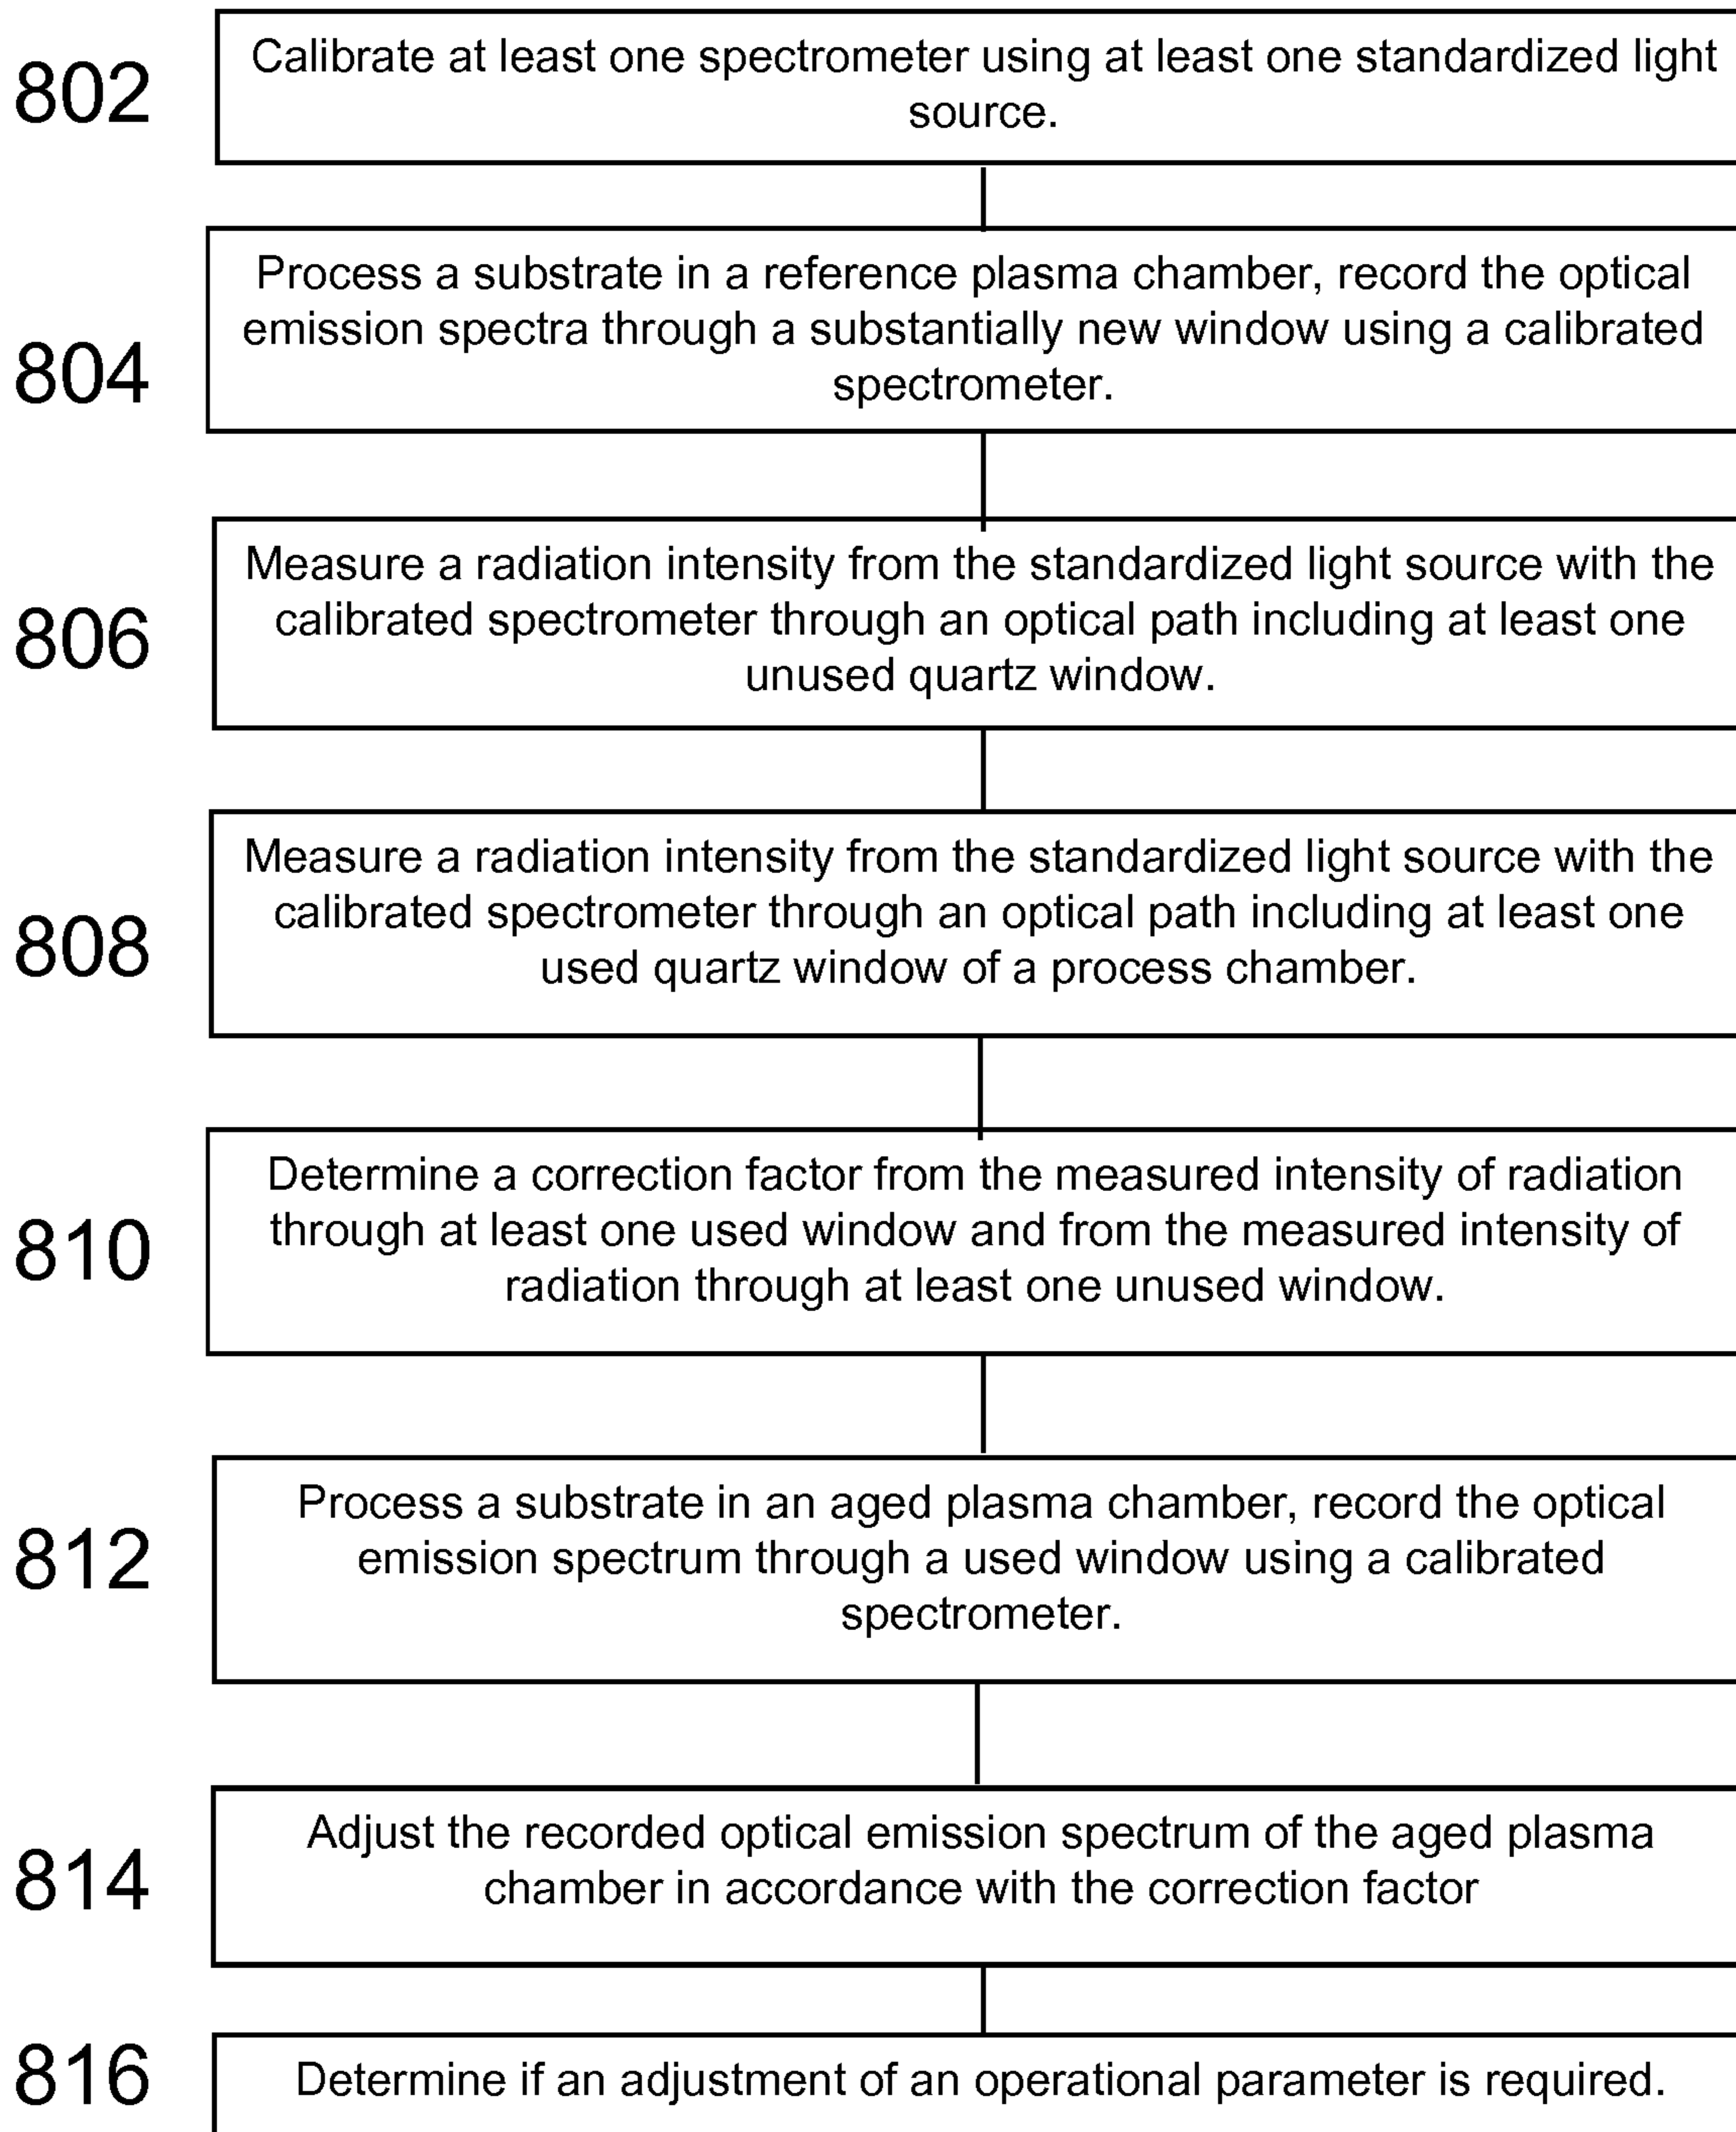 802
Calibrate at least one spectrometer using at least one standardized light
source.
804
Process a substrate in a reference plasma chamber, record the optical
emission spectra through a substantially new window using a calibrated
spectrometer.
806
Measure a radiation intensity from the standardized light source with the
calibrated spectrometer through an optical path including at least one
unused quartz window.
808
Measure a radiation intensity from the standardized light source with the
calibrated spectrometer through an optical path including at least one
used quartz window of a process chamber.
810
Determine a correction factor from the measured intensity of radiation
through at least one used window and from the measured intensity of
radiation through at least one unused window.
812
Process a substrate in an aged plasma chamber, record the optical
emission spectrum through a used window using a calibrated
spectrometer.
814
Adjust the recorded optical emission spectrum of the aged plasma
chamber in accordance with the correction factor
816
Determine if an adjustment of an operational parameter is required.